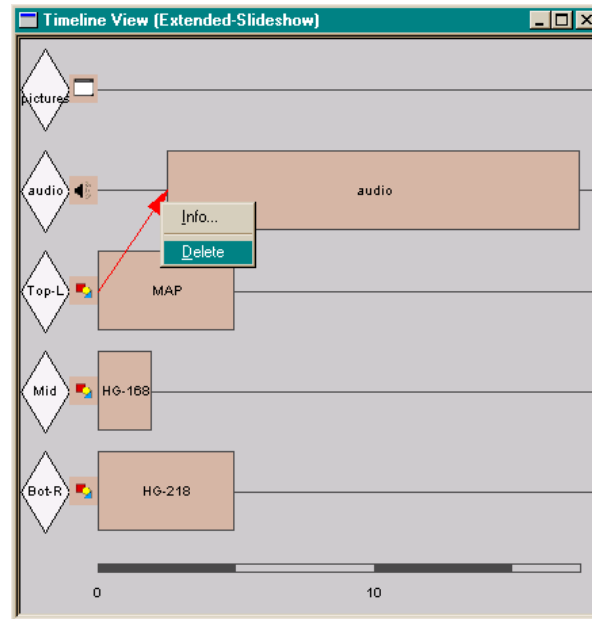 Timeline View (Extended-Slideshow)
pictures
audio
audio
Info...
Delete
Top-L
MAP
Mid
HG-168
Bot-R
HG-218
0
10